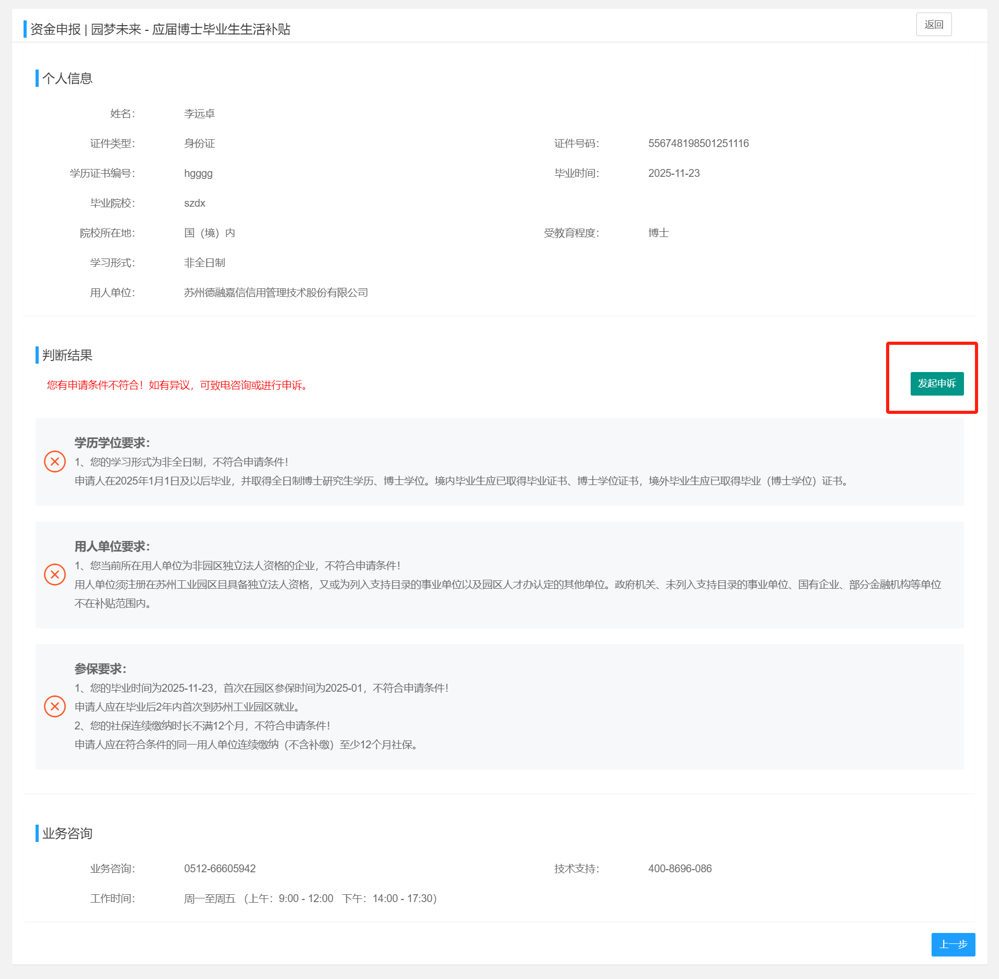 资金申报 | 园梦未来 - 应届博士毕业生生活补贴
返回
个人信息
姓名： 李远卓
证件类型： 身份证 证件号码： 556748198501251116
学历证书编号： hgggg 毕业时间： 2025-11-23
毕业院校： szdx
院校所在地： 国（境）内 受教育程度： 博士
学习形式： 非全日制
用人单位： 苏州德融嘉信信用管理技术股份有限公司
判断结果
您有申请条件不符合！如有异议，可致电咨询或进行申诉。
发起申诉
学历学位要求：
1、您的学习形式为非全日制，不符合申请条件！
申请人在2025年1月1日及以后毕业，并取得全日制博士研究生学历、博士学位。境内毕业生应已取得毕业证书、博士学位证书，境外毕业生应已取得毕业（博士学位）证书。
用人单位要求：
1、您当前所在用人单位为非园区独立法人资格的企业，不符合申请条件！
用人单位须注册在苏州工业园区且具备独立法人资格，又或为列入支持目录的事业单位以及园区人才办认定的其他单位。政府机关、未列入支持目录的事业单位、国有企业、部分金融机构等单位
不在补贴范围内。
参保要求：
1、您的毕业时间为2025-11-23，首次在园区参保时间为2025-01，不符合申请条件！
申请人应在毕业后2年内首次到苏州工业园区就业。
2、您的社保连续缴纳时长不满12个月，不符合申请条件！
申请人应在符合条件的同一用人单位连续缴纳（不含补缴）至少12个月社保。
业务咨询
业务咨询： 0512-66605942 技术支持： 400-8696-086
工作时间： 周一至周五 （上午：9:00 - 12:00 下午：14:00 - 17:30）
上一步